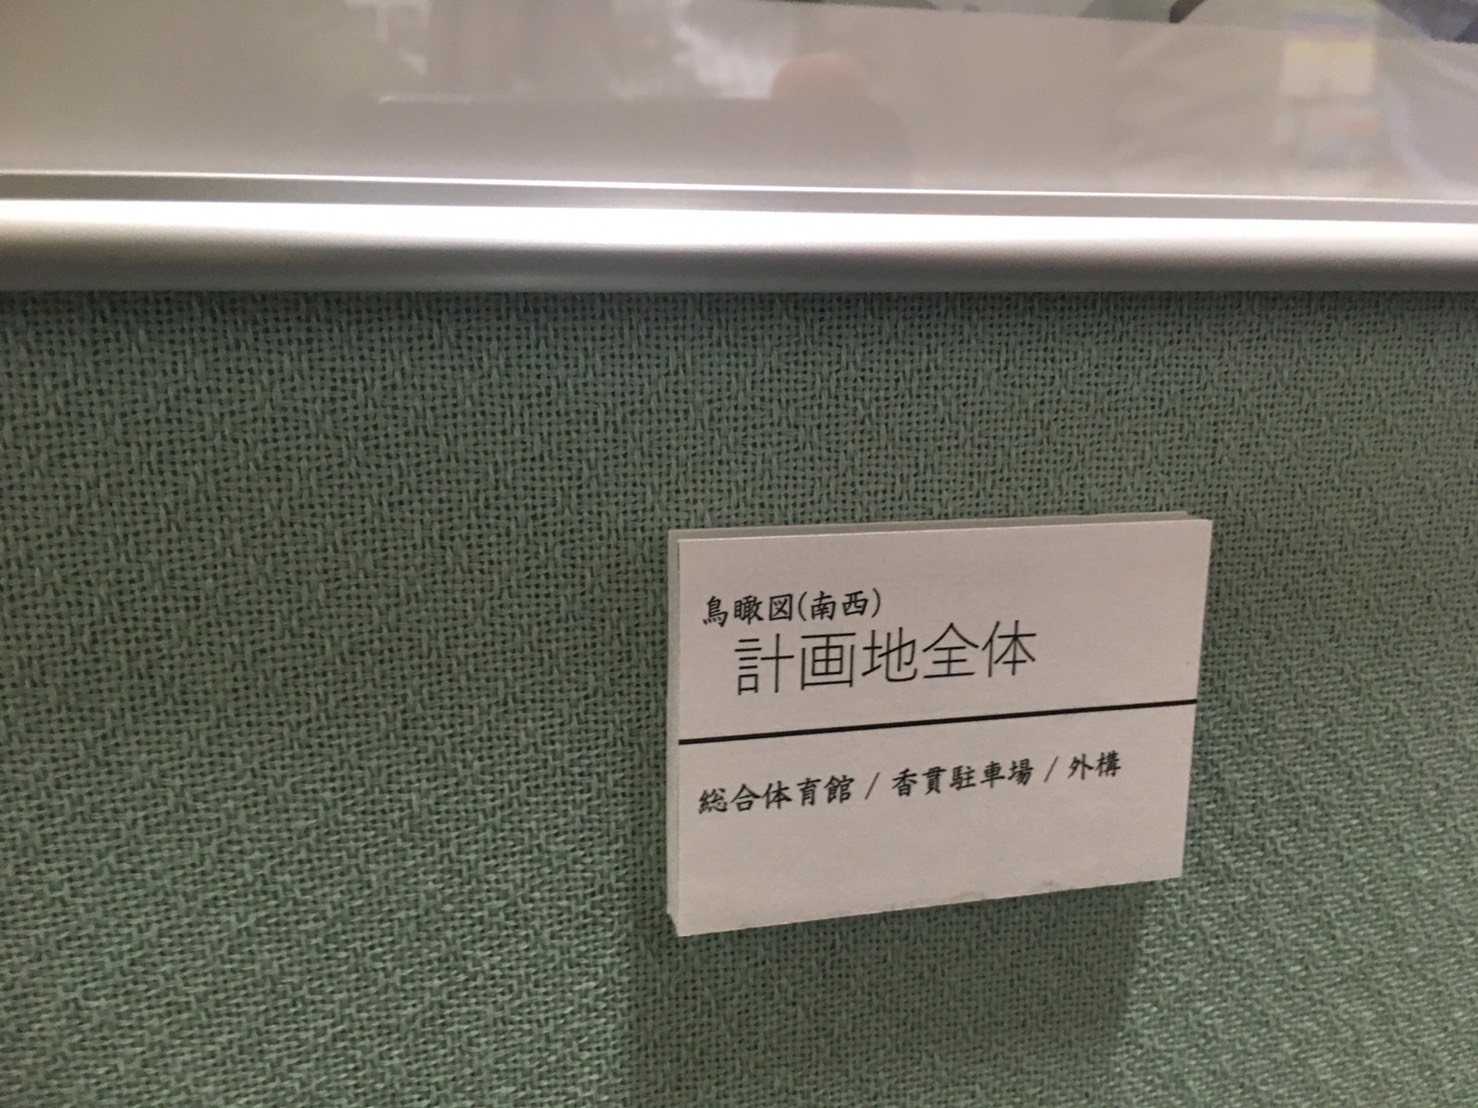 鳥瞰図(南西)
計画地全体
総合体育館 / 香貫駐車場 / 外構